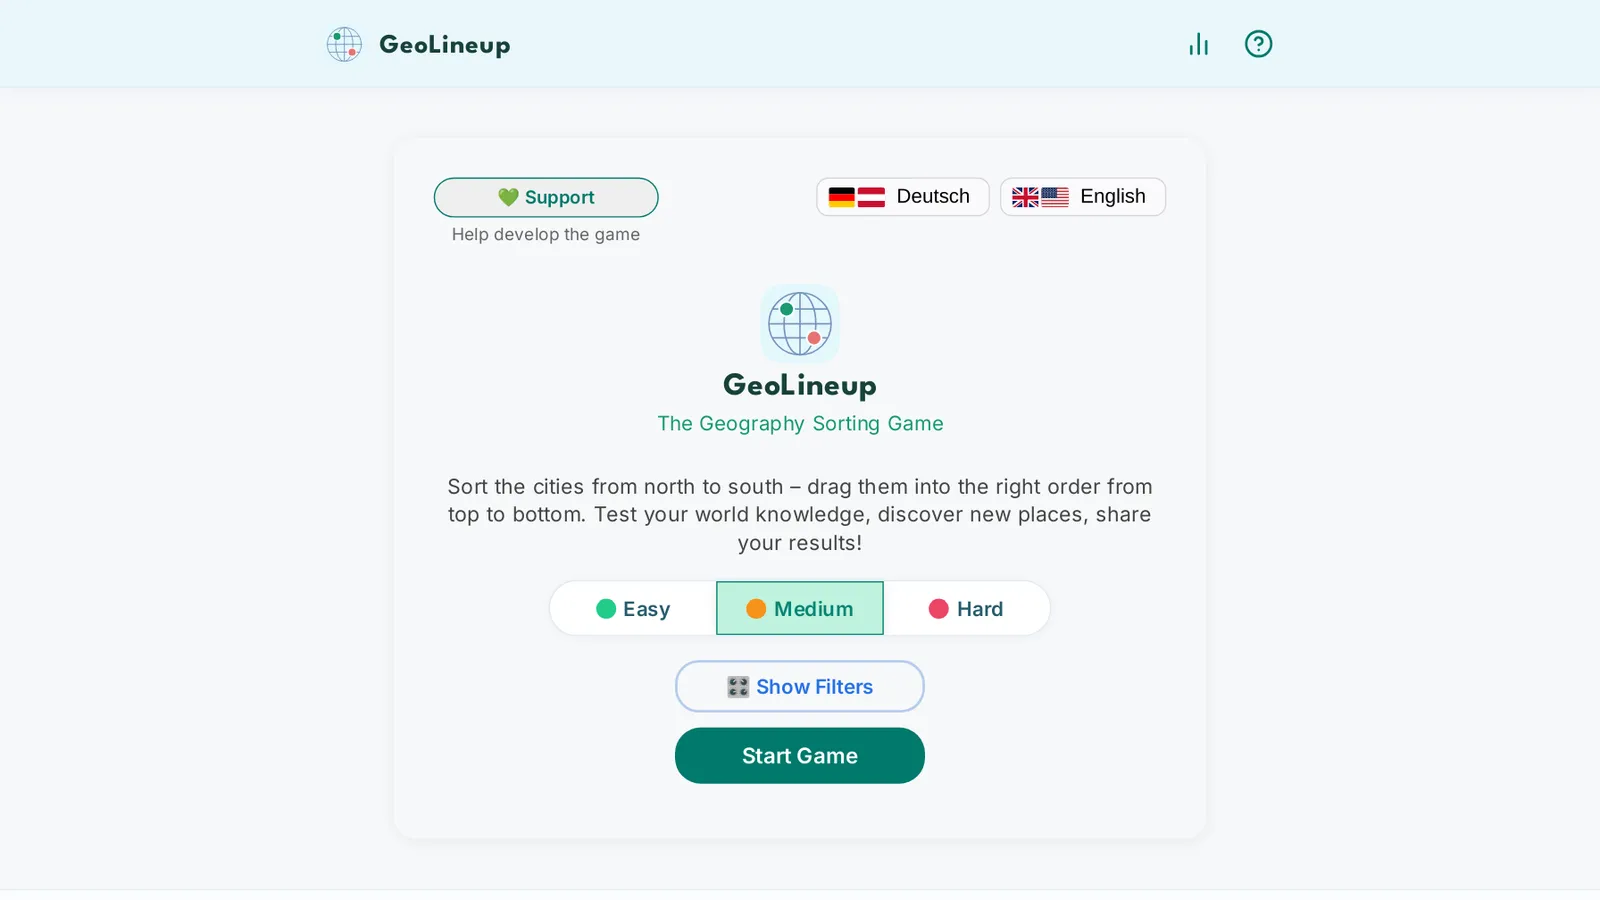 GeoLineup
💚 Support
Help develop the game
Deutsch
English
GeoLineup
The Geography Sorting Game
Sort the cities from north to south – drag them into the right order from
top to bottom. Test your world knowledge, discover new places, share
your results!
Easy
Medium
Hard
🎛️ Show Filters
Start Game